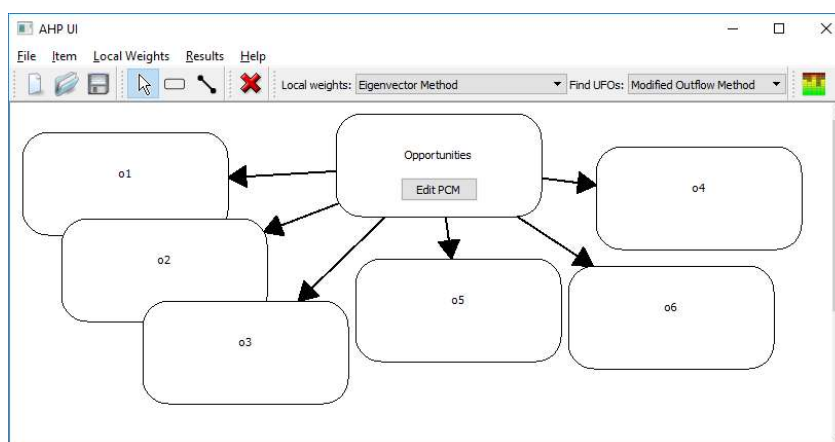 AHP UI
File Item Local Weights Results Help
Local weights: Eigenvector Method Find UFOs: Modified Outflow Method
Opportunities
Edit PCM
o1
o4
o2
o5
o6
o3